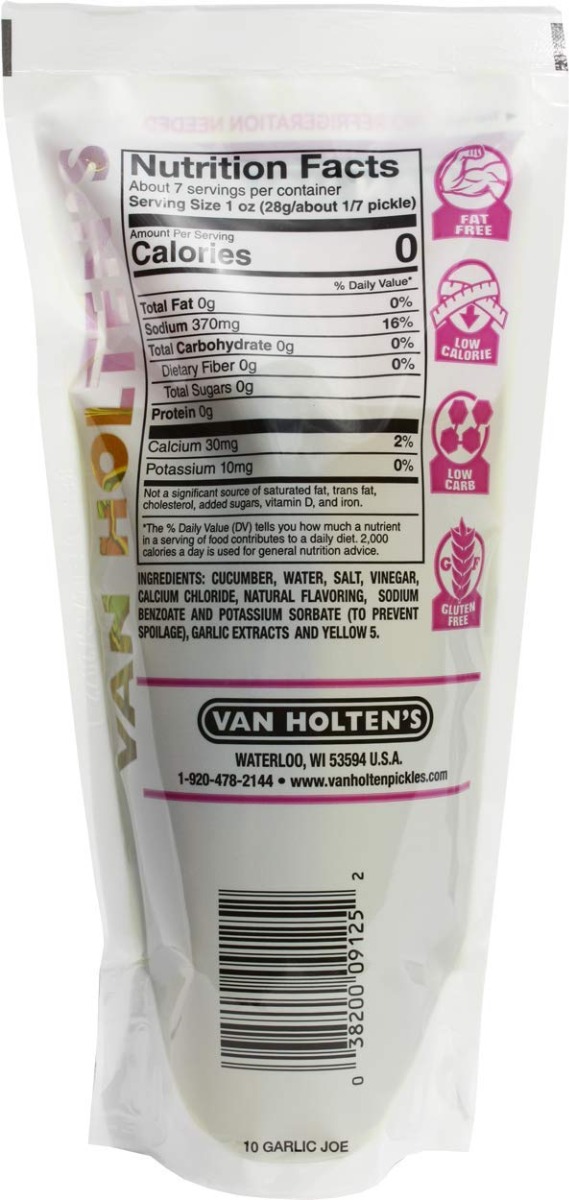 NO REFRIGERATION NEEDED
VAN HOLTEN'S
Nutrition Facts
About 7 servings per container
Serving Size 1 oz (28g/about 1/7 pickle)
Amount Per Serving
Calories 0
% Daily Value*
Total Fat 0g 0%
Sodium 370mg 16%
Total Carbohydrate 0g 0%
Dietary Fiber 0g 0%
Total Sugars 0g
Protein 0g
Calcium 30mg 2%
Potassium 10mg 0%
Not a significant source of saturated fat, trans fat,
cholesterol, added sugars, vitamin D, and iron.
*The % Daily Value (DV) tells you how much a nutrient
in a serving of food contributes to a daily diet. 2,000
calories a day is used for general nutrition advice.
FAT
FREE
LOW
CALORIE
LOW
CARB
G F
GLUTEN
FREE
INGREDIENTS: CUCUMBER, WATER, SALT, VINEGAR,
CALCIUM CHLORIDE, NATURAL FLAVORING, SODIUM
BENZOATE AND POTASSIUM SORBATE (TO PREVENT
SPOILAGE), GARLIC EXTRACTS AND YELLOW 5.
VAN HOLTEN'S
WATERLOO, WI 53594 U.S.A.
1-920-478-2144 • www.vanholtenpickles.com
0 38200 09125 2
10 GARLIC JOE